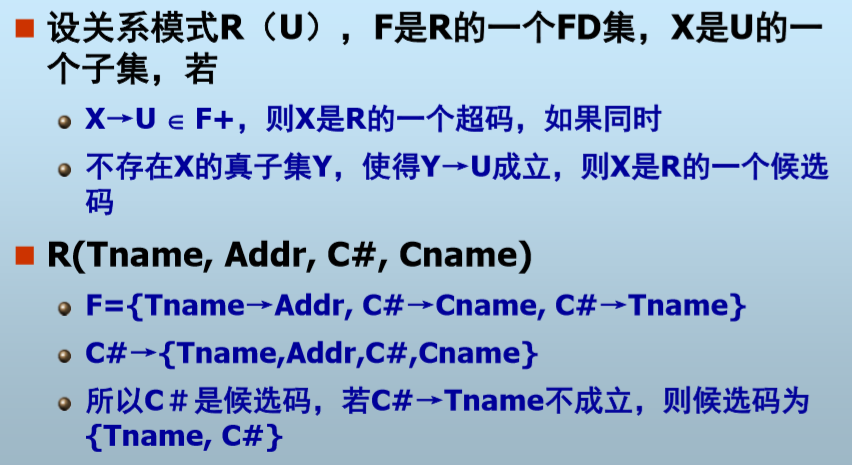 设关系模式R（U），F是R的一个FD集，X是U的一
个子集，若
X→U ∈ F+，则X是R的一个超码，如果同时
不存在X的真子集Y，使得Y→U成立，则X是R的一个候选
码
R(Tname, Addr, C#, Cname)
F={Tname→Addr, C#→Cname, C#→Tname}
C#→{Tname,Addr,C#,Cname}
所以C＃是候选码，若C#→Tname不成立，则候选码为
{Tname, C#}